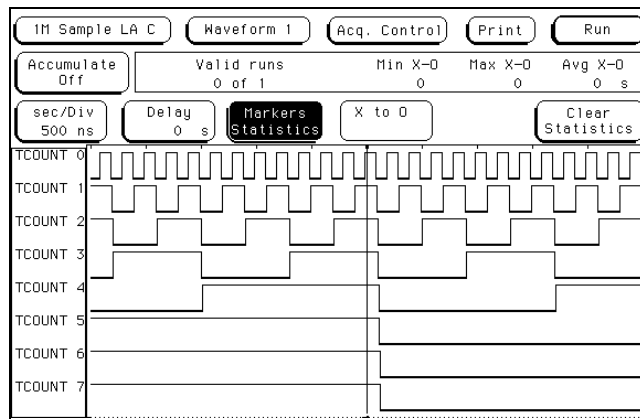 1M Sample LA C
Waveform 1
Acq. Control
Print
Run
Accumulate
Off
Valid runs
0 of 1
Min X-O
0
Max X-O
0
Avg X-O
0 s
sec/Div
500 ns
Delay
0 s
Markers
Statistics
X to O
Clear
Statistics
TCOUNT 0
TCOUNT 1
TCOUNT 2
TCOUNT 3
TCOUNT 4
TCOUNT 5
TCOUNT 6
TCOUNT 7